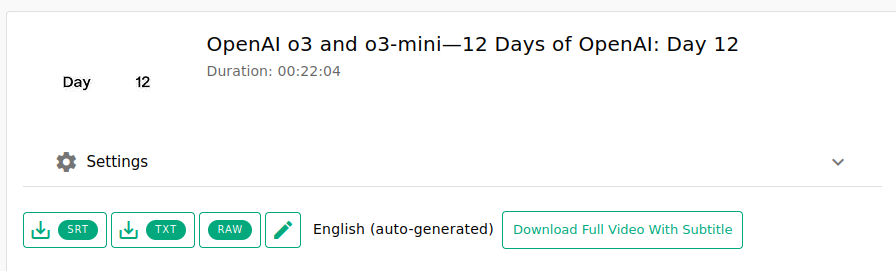 OpenAI o3 and o3-mini—12 Days of OpenAI: Day 12
Duration: 00:22:04
Day 12
Settings
SRT TXT RAW English (auto-generated) Download Full Video With Subtitle